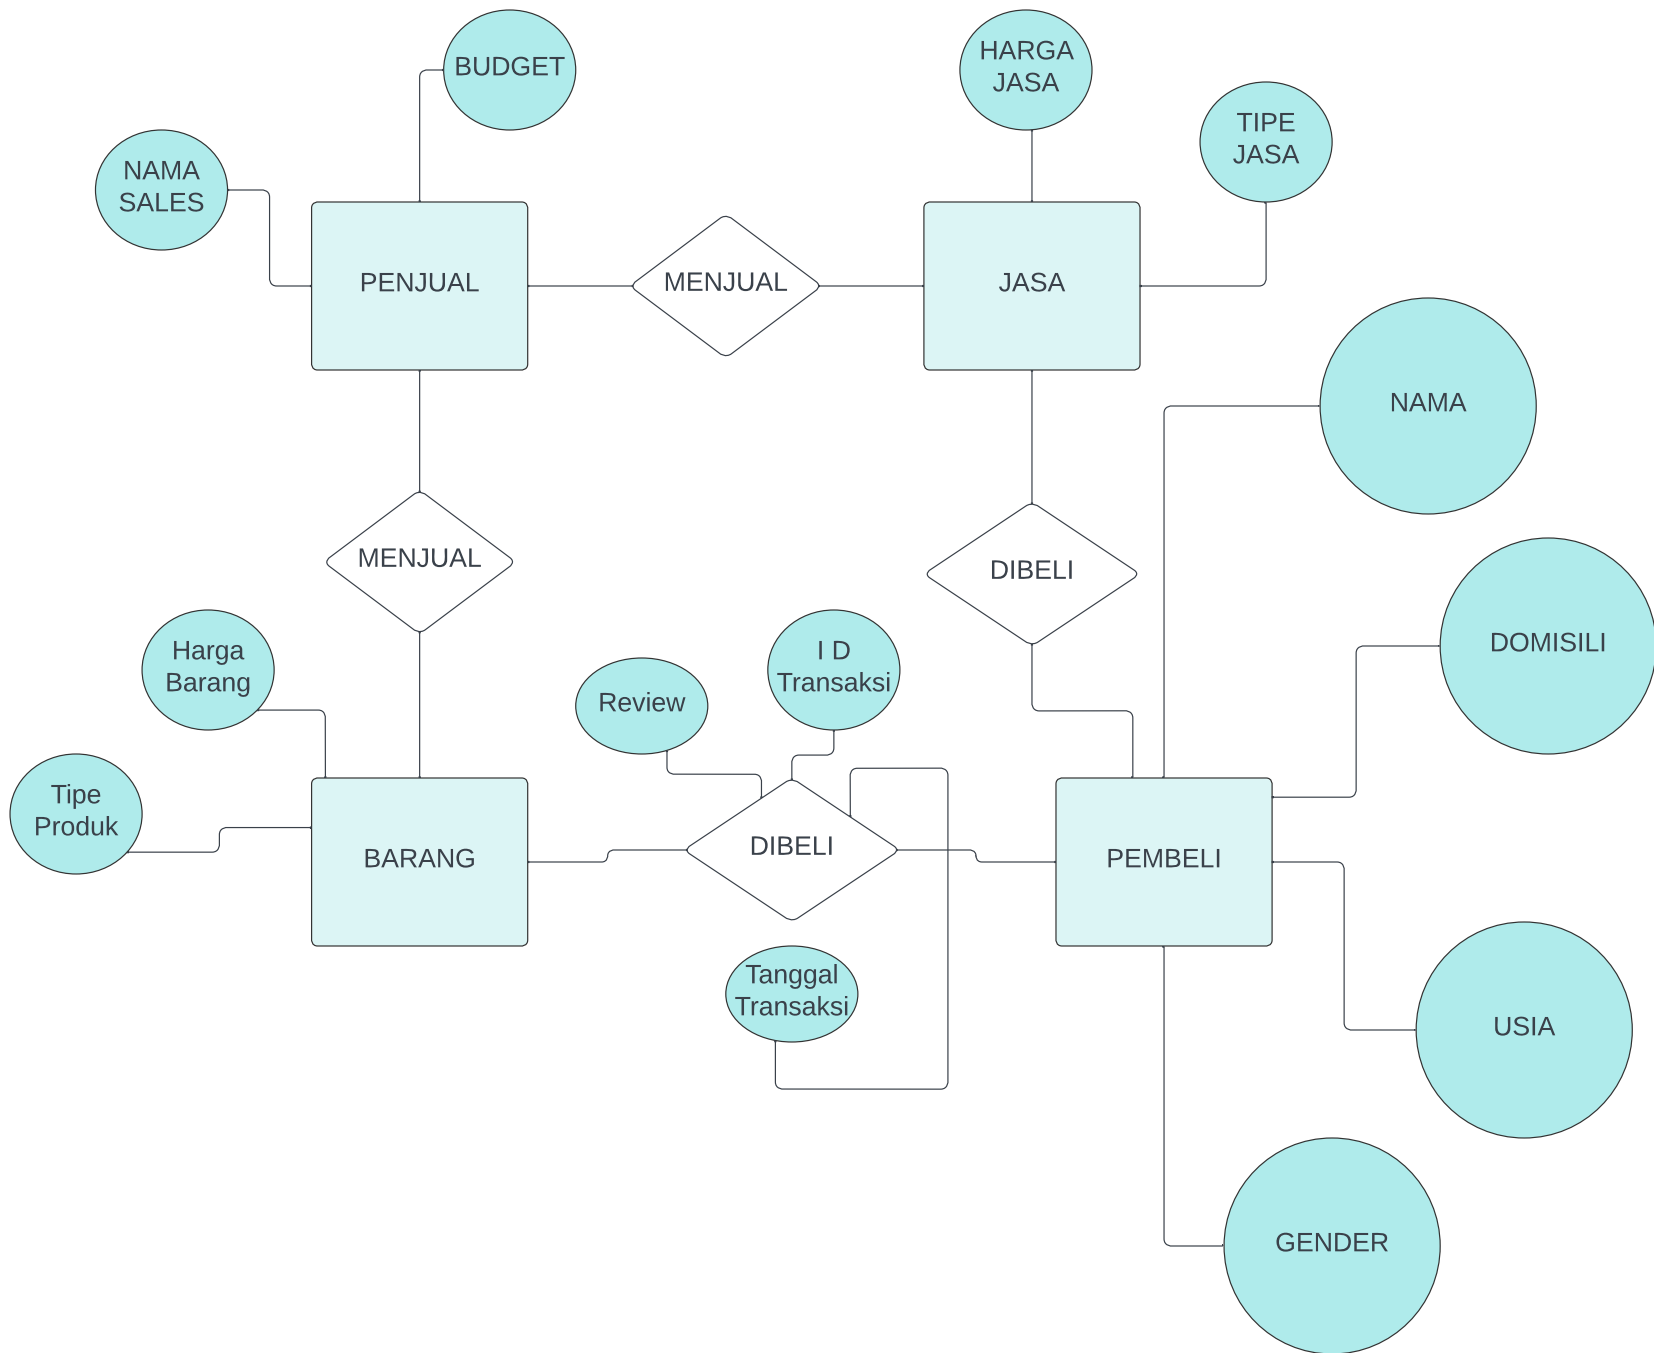 BUDGET
HARGA
JASA
TIPE
JASA
NAMA
SALES
PENJUAL
MENJUAL
JASA
NAMA
MENJUAL
DIBELI
DOMISILI
Harga
Barang
Review
I D
Transaksi
Tipe
Produk
BARANG
DIBELI
PEMBELI
Tanggal
Transaksi
USIA
GENDER